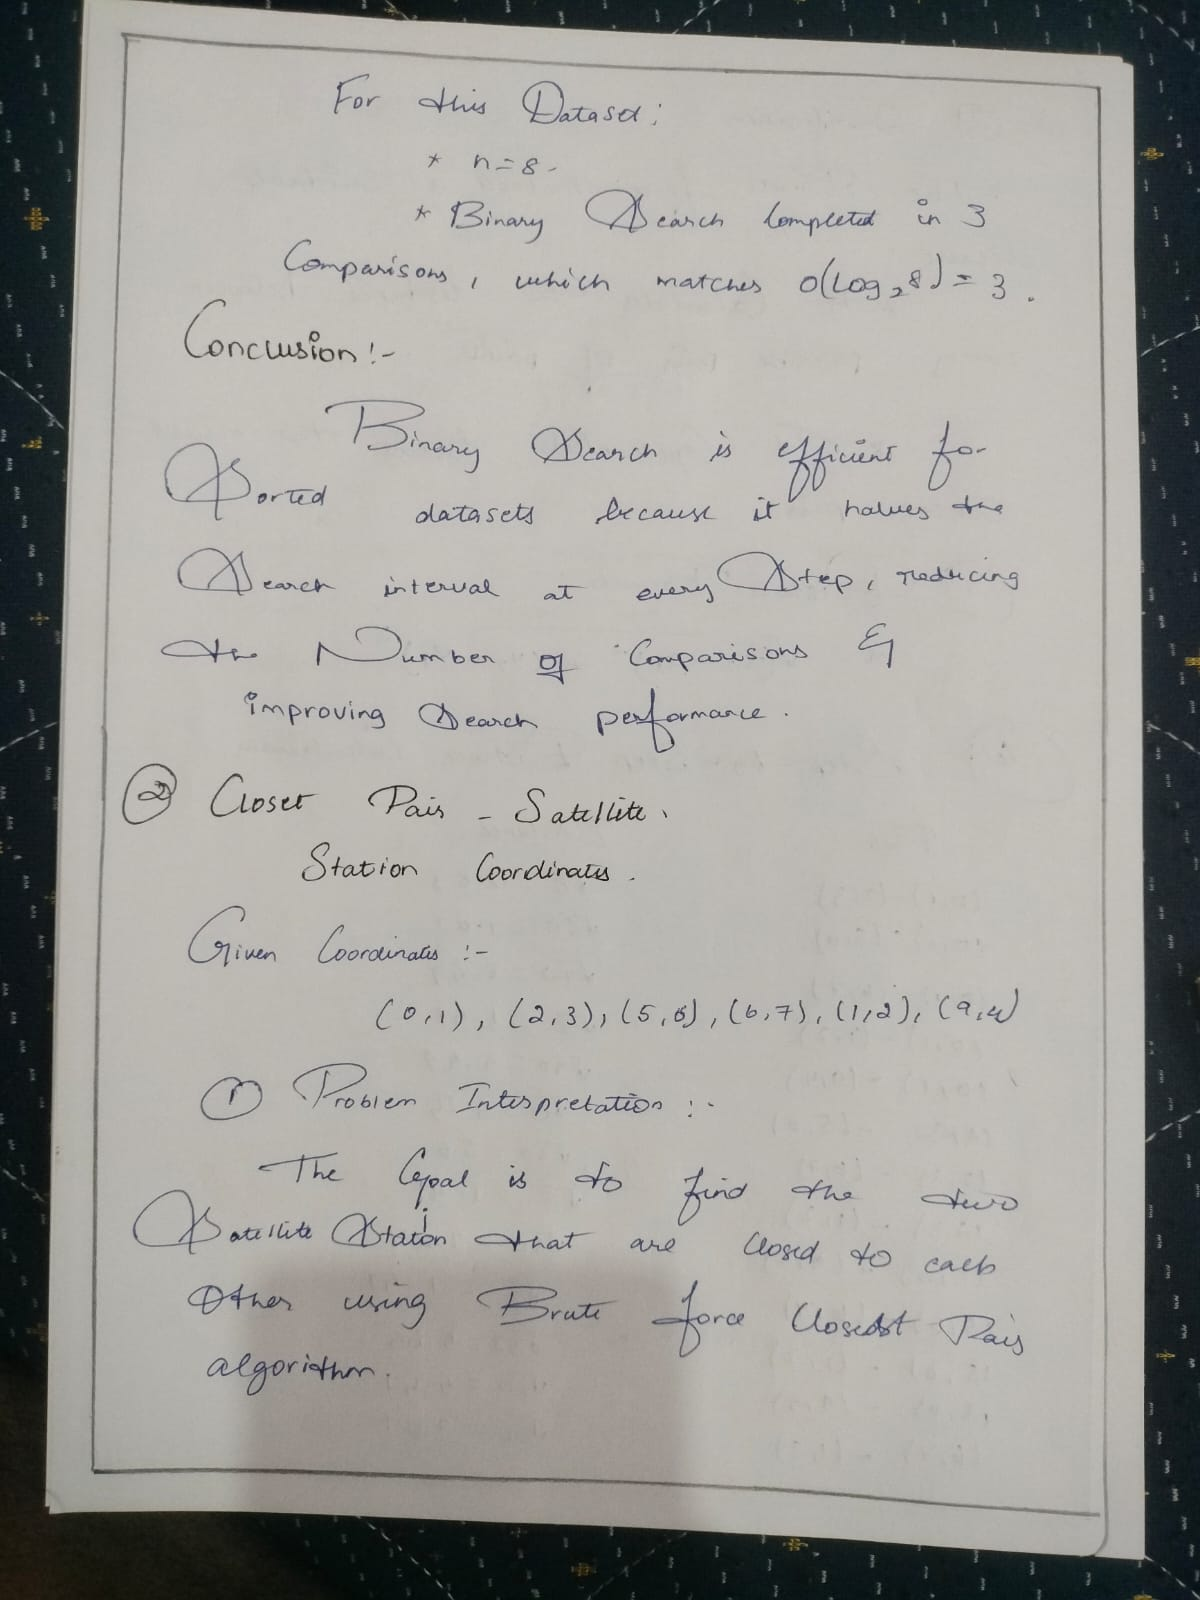 For this Dataset:
* n=8.
* Binary Search Completed in 3
Comparisons, which matches O(log₂8) = 3.
Conclusion:-
Binary Search is efficient for
Sorted datasets because it halves the
Search interval at every Step, reducing
the Number of Comparisons &
improving Search performance.
② Closet Pair - Satellite.
Station Coordinates.
Given Coordinates:-
(0,1), (2,3), (5,6), (6,7), (1,2), (9,4)
① Problem Interpretation:-
The Goal is to find the two
Satellite Station that are closed to each
Other using Brute force Closest Pair
algorithm.